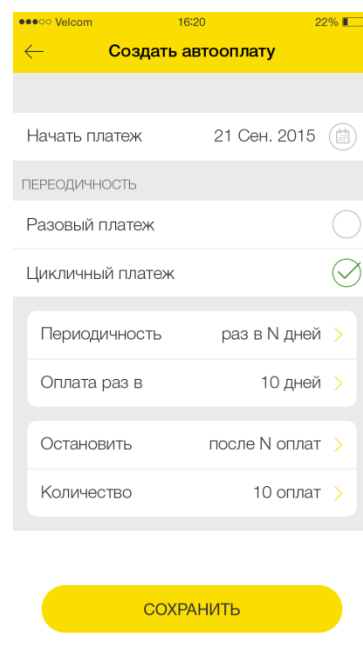 Velcom 16:20 22%
Создать автооплату
Начать платеж 21 Сен. 2015
ПЕРЕОДИЧНОСТЬ
Разовый платеж
Цикличный платеж
Периодичность раз в N дней
Оплата раз в 10 дней
Остановить после N оплат
Количество 10 оплат
СОХРАНИТЬ